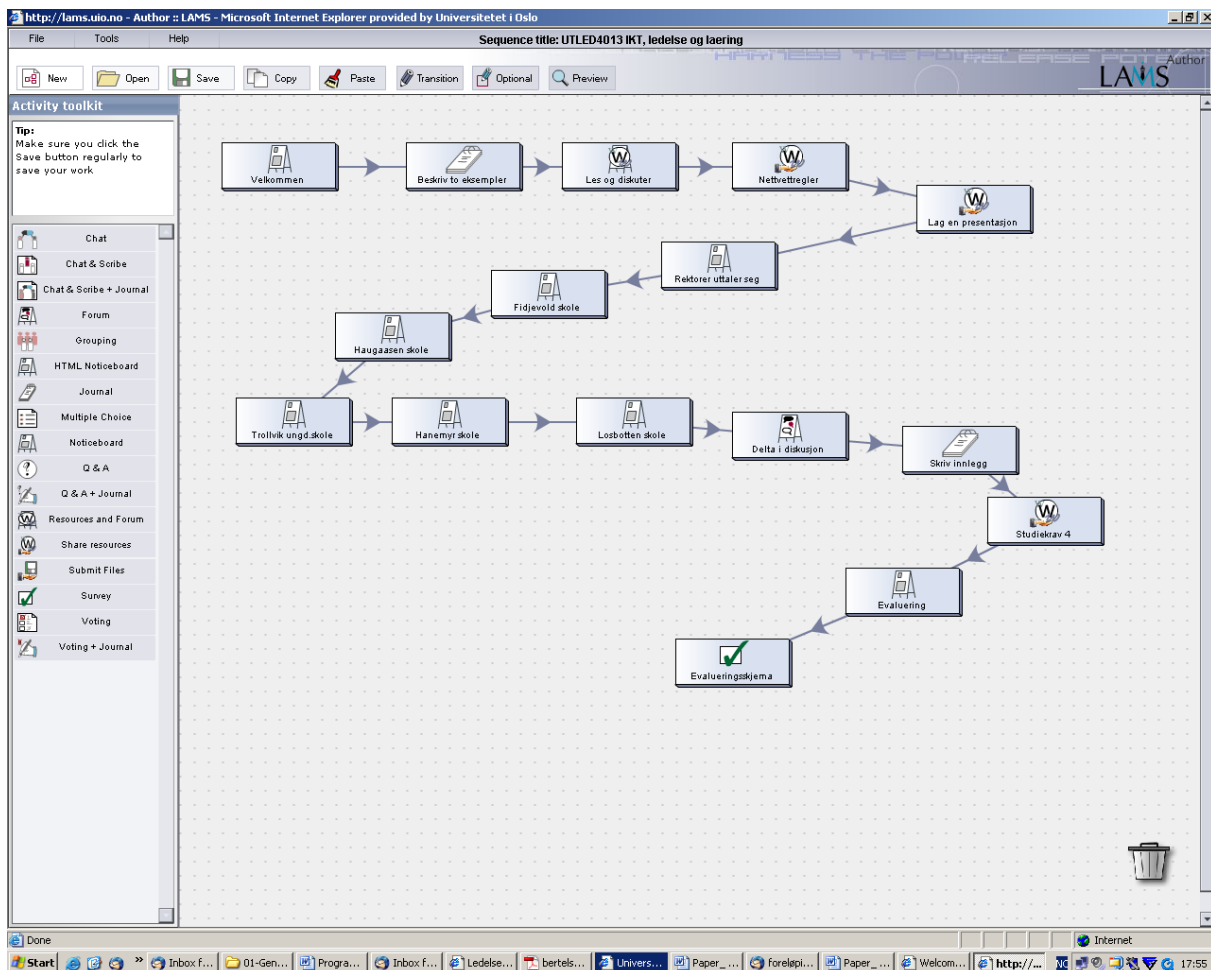 http://lams.uio.no - Author :: LAMS - Microsoft Internet Explorer provided by Universitetet i Oslo
File Tools Help Sequence title: UTLED4013 IKT, ledelse og laering
HARNESS THE POW RELEASE POTE
New Open Save Copy Paste Transition Optional Preview
LAMS Author
Activity toolkit
Tip:
Make sure you click the
Save button regularly to
save your work
Velkommen
Beskriv to eksempler
Les og diskuter
Nettvettregler
Lag en presentasjon
Rektorer uttaler seg
Fidjevold skole
Haugaasen skole
Trollvik ungd.skole
Hanemyr skole
Losbotten skole
Delta i diskusjon
Skriv innlegg
Studiekrav 4
Evaluering
Evalueringsskjema
Chat
Chat & Scribe
Chat & Scribe + Journal
Forum
Grouping
HTML Noticeboard
Journal
Multiple Choice
Noticeboard
Q & A
Q & A + Journal
Resources and Forum
Share resources
Submit Files
Survey
Voting
Voting + Journal
Done Internet
Start » Inbox f... 01-Gen... Progra... Inbox f... Ledelse... bertels... Univers... Paper_ ... foreløpi... Paper_ ... Welcom... http://... NO 17:55